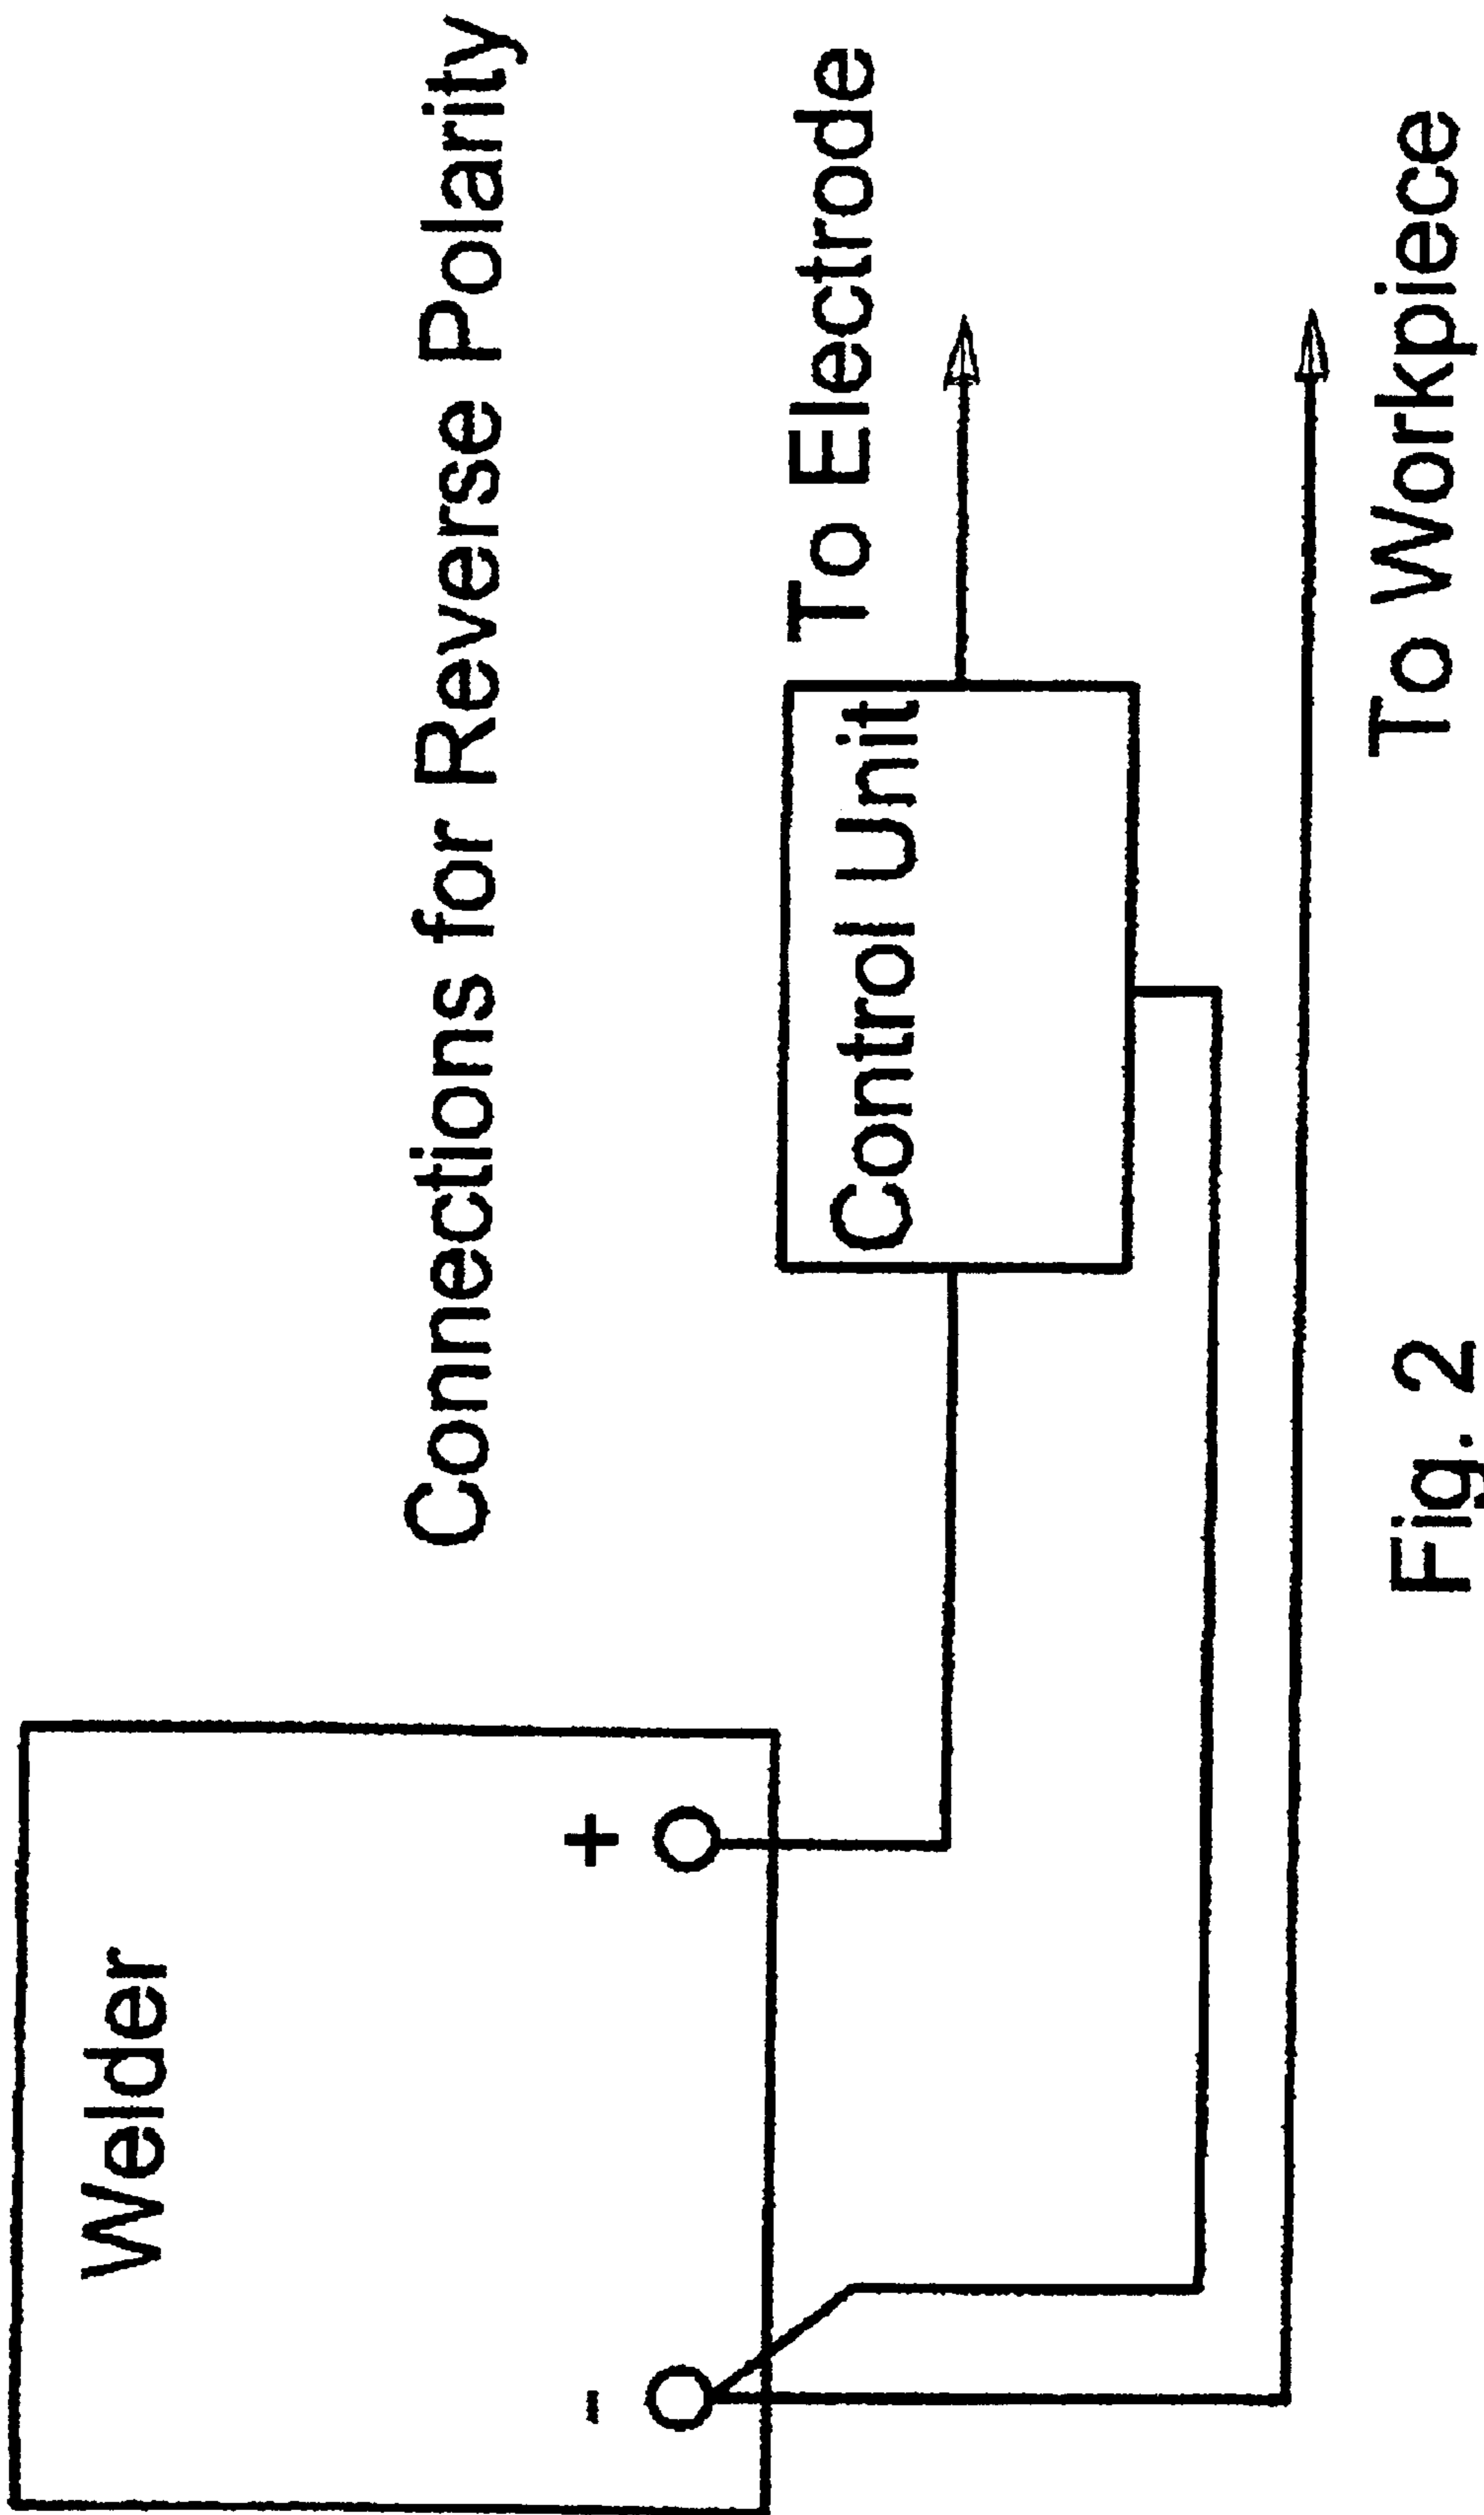 Connections for Reverse Polarity
Welder
- +
To Electrode
Control Unit
To Workpiece
Fig. 2